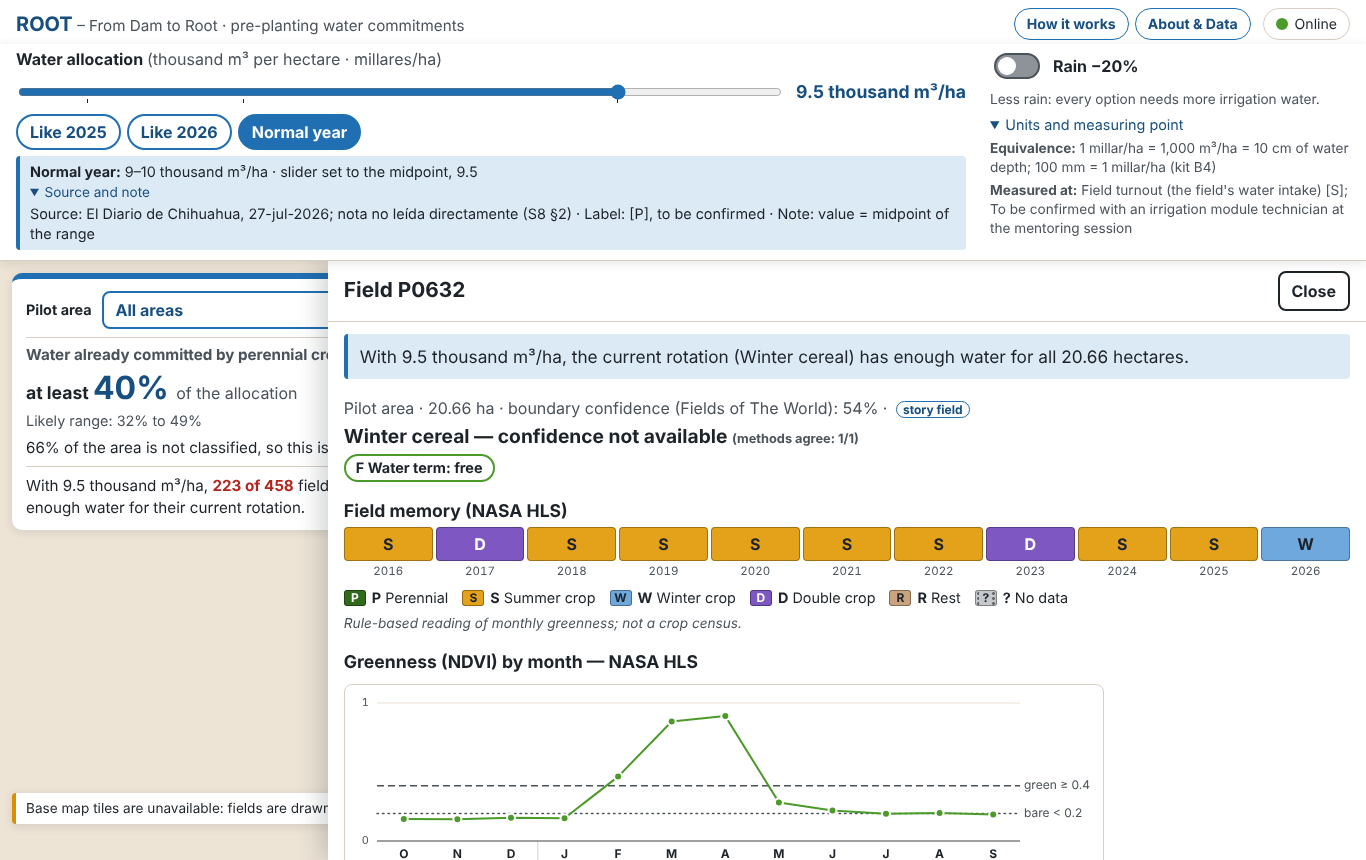 ROOT – From Dam to Root · pre-planting water commitments
How it works
About & Data
Online
Water allocation (thousand m³ per hectare · millares/ha)
9.5 thousand m³/ha
Like 2025
Like 2026
Normal year
Normal year: 9–10 thousand m³/ha · slider set to the midpoint, 9.5
▼ Source and note
Source: El Diario de Chihuahua, 27-jul-2026; nota no leída directamente (S8 §2) · Label: [P], to be confirmed · Note: value = midpoint of
the range
Rain −20%
Less rain: every option needs more irrigation water.
▼ Units and measuring point
Equivalence: 1 millar/ha = 1,000 m³/ha = 10 cm of water
depth; 100 mm = 1 millar/ha (kit B4)
Measured at: Field turnout (the field's water intake) [S];
To be confirmed with an irrigation module technician at
the mentoring session
Pilot area
All areas
Water already committed by perennial
at least 40% of the allocation
Likely range: 32% to 49%
66% of the area is not classified, so this is
With 9.5 thousand m³/ha, 223 of 458 field
enough water for their current rotation.
Base map tiles are unavailable: fields are drawn
Field P0632
Close
With 9.5 thousand m³/ha, the current rotation (Winter cereal) has enough water for all 20.66 hectares.
Pilot area · 20.66 ha · boundary confidence (Fields of The World): 54% · story field
Winter cereal — confidence not available (methods agree: 1/1)
F Water term: free
Field memory (NASA HLS)
S D S S S S S D S S W
2016 2017 2018 2019 2020 2021 2022 2023 2024 2025 2026
P P Perennial S S Summer crop W W Winter crop D D Double crop R R Rest ? ? No data
Rule-based reading of monthly greenness; not a crop census.
Greenness (NDVI) by month — NASA HLS
1
green ≥ 0.4
bare < 0.2
0
O N D J F M A M J J A S